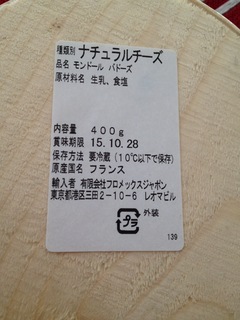 種類別 ナチュラルチーズ
品名 モンドール バドーズ
原材料名 生乳、食塩
内容量 400g
賞味期限 15.10.28
保存方法 要冷蔵(10℃以下で保存)
原産国名 フランス
輸入者 有限会社フロメックスジャポン
東京都港区三田2-10-6 レオマビル
プラ 外装
139